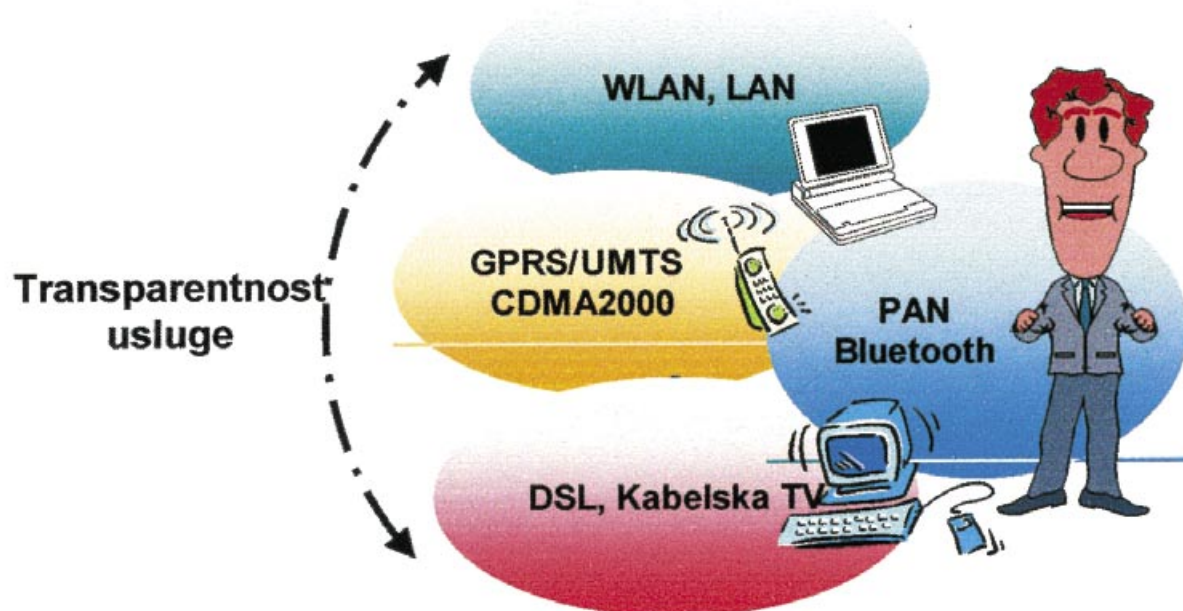 WLAN, LAN
GPRS/UMTS
CDMA2000
Transparentnost
usluge
PAN
Bluetooth
DSL, Kabelska TV